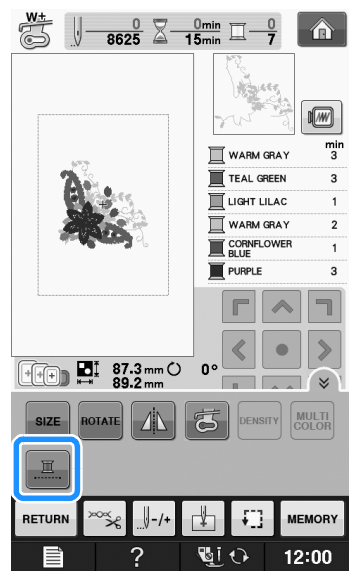 W+
0 0min 0
8625 15min 7
min
WARM GRAY 3
TEAL GREEN 3
LIGHT LILAC 1
WARM GRAY 2
CORNFLOWER
BLUE 1
PURPLE 3
87.3 mm 0°
89.2 mm
SIZE ROTATE DENSITY MULTI
COLOR
RETURN -/+ MEMORY
? 12:00